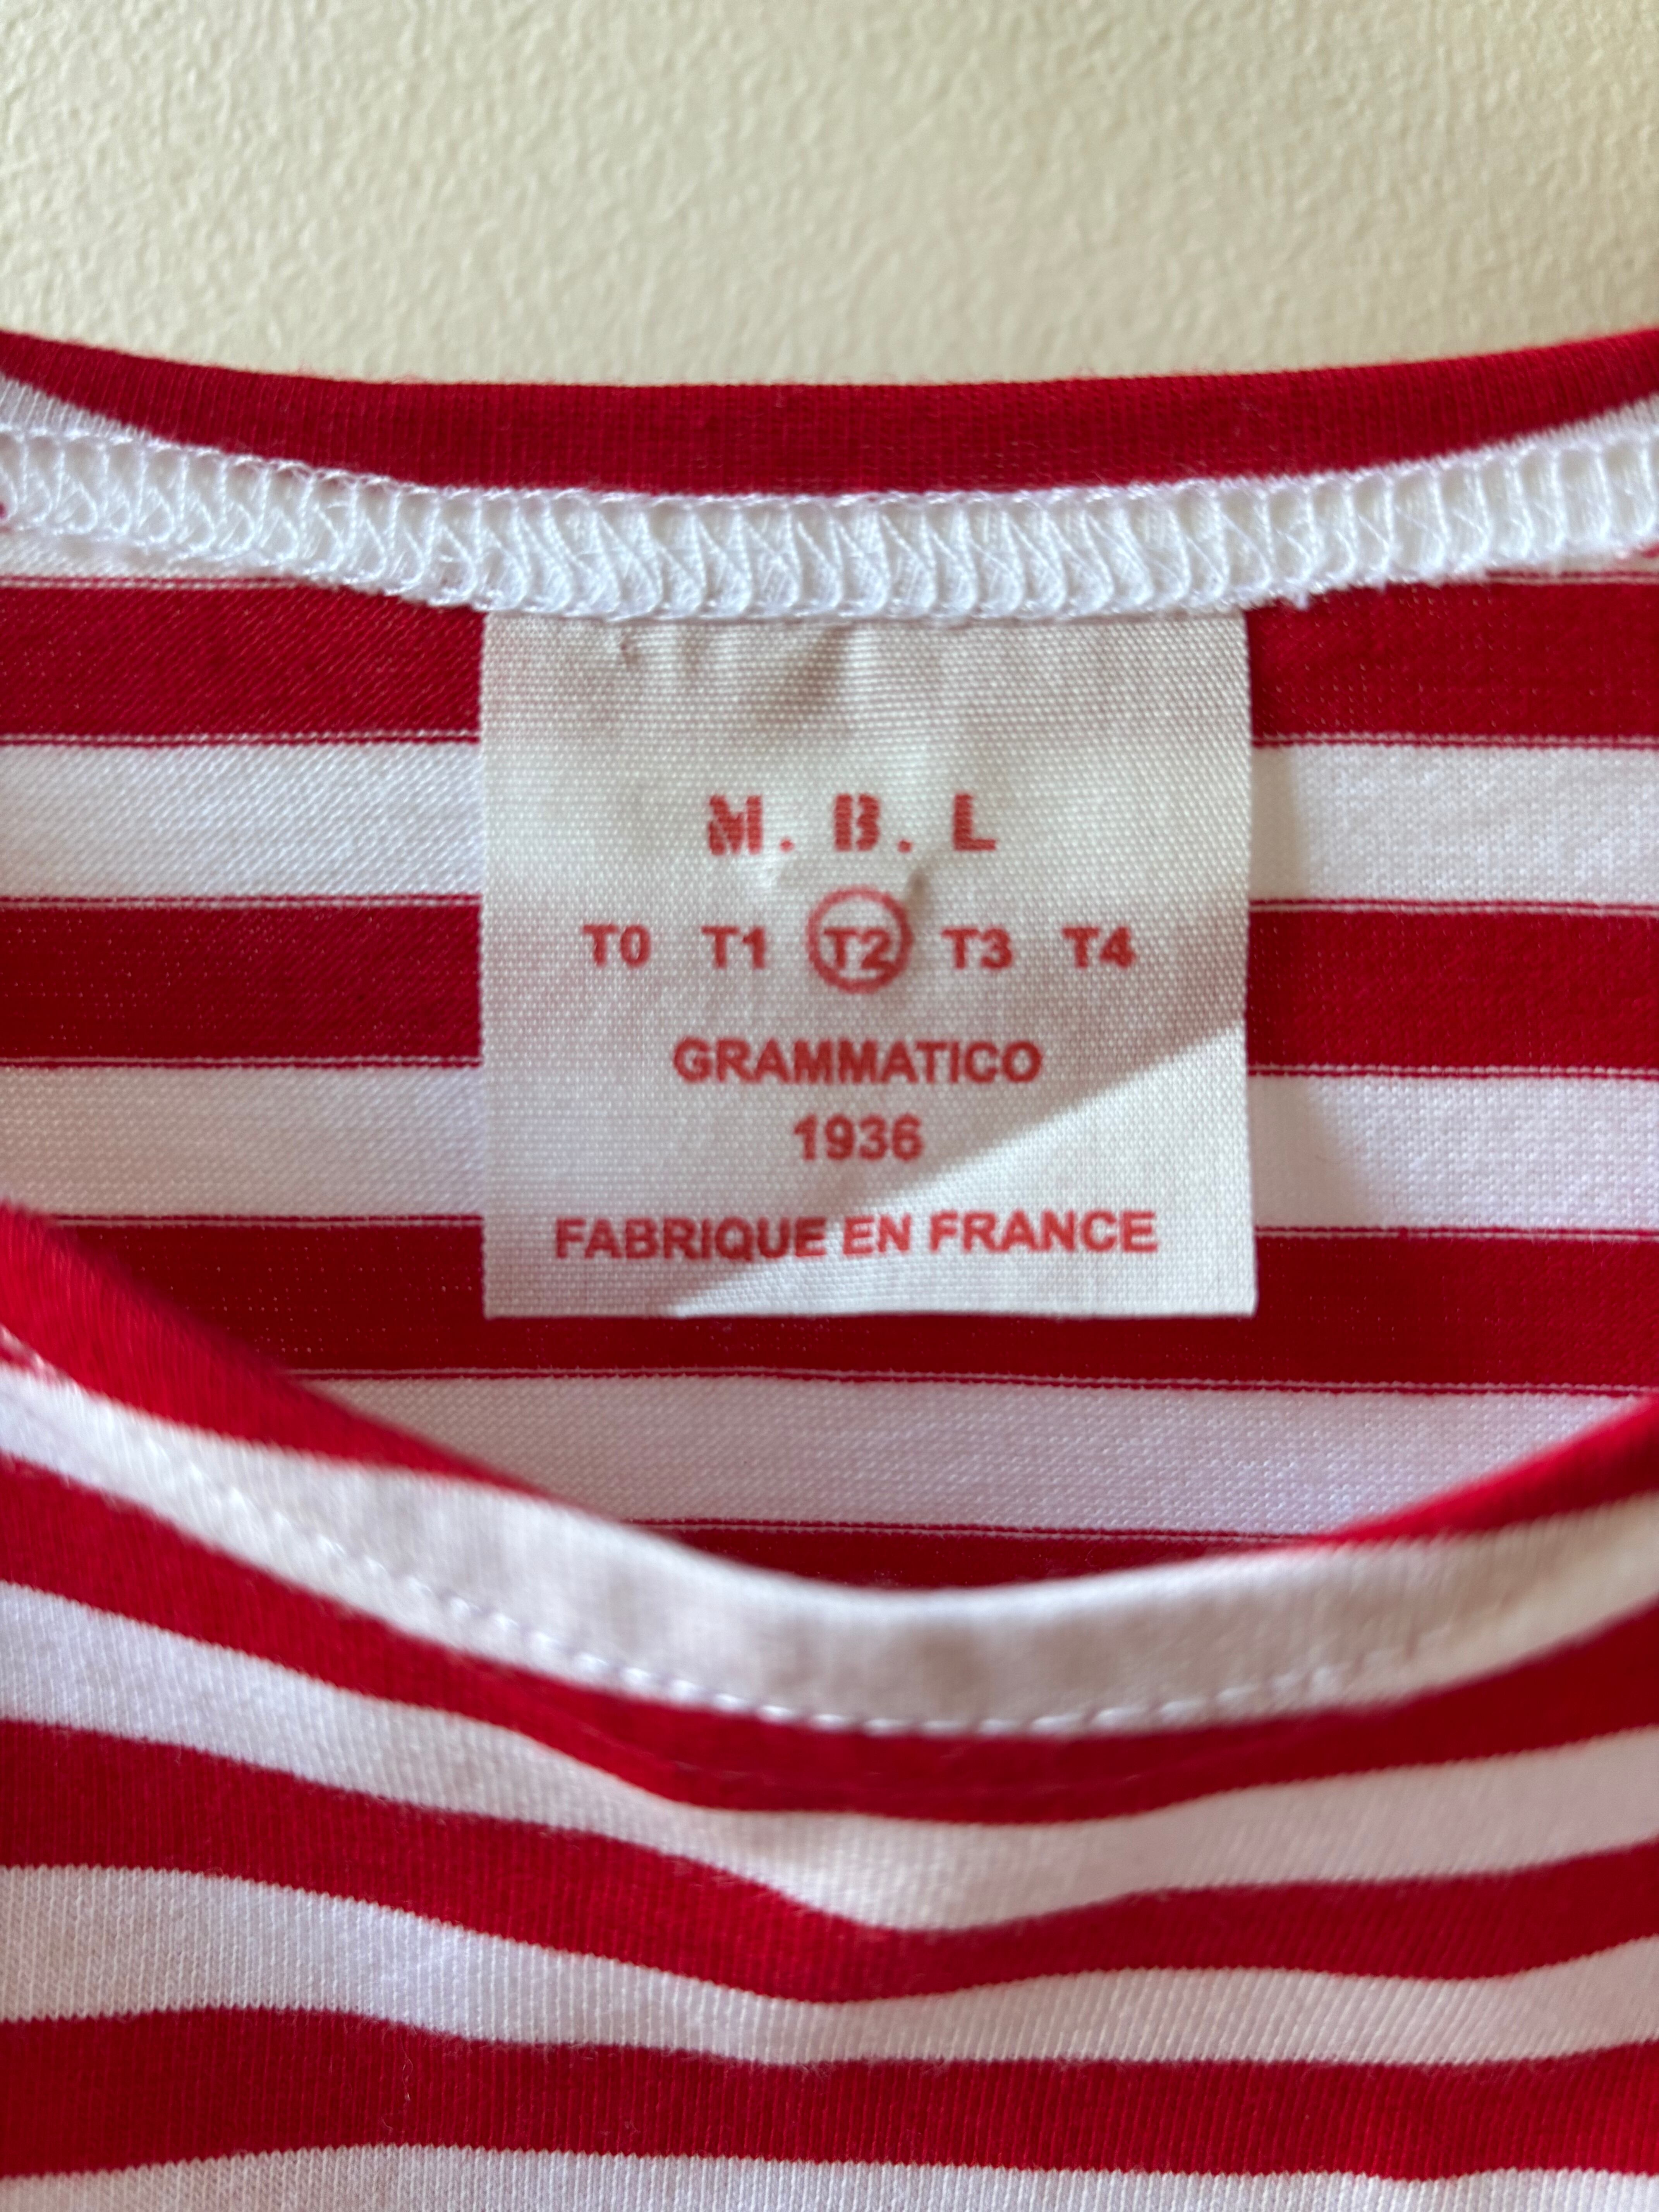 M. B. L
T0 T1 T2 T3 T4
GRAMMATICO
1936
FABRIQUE EN FRANCE